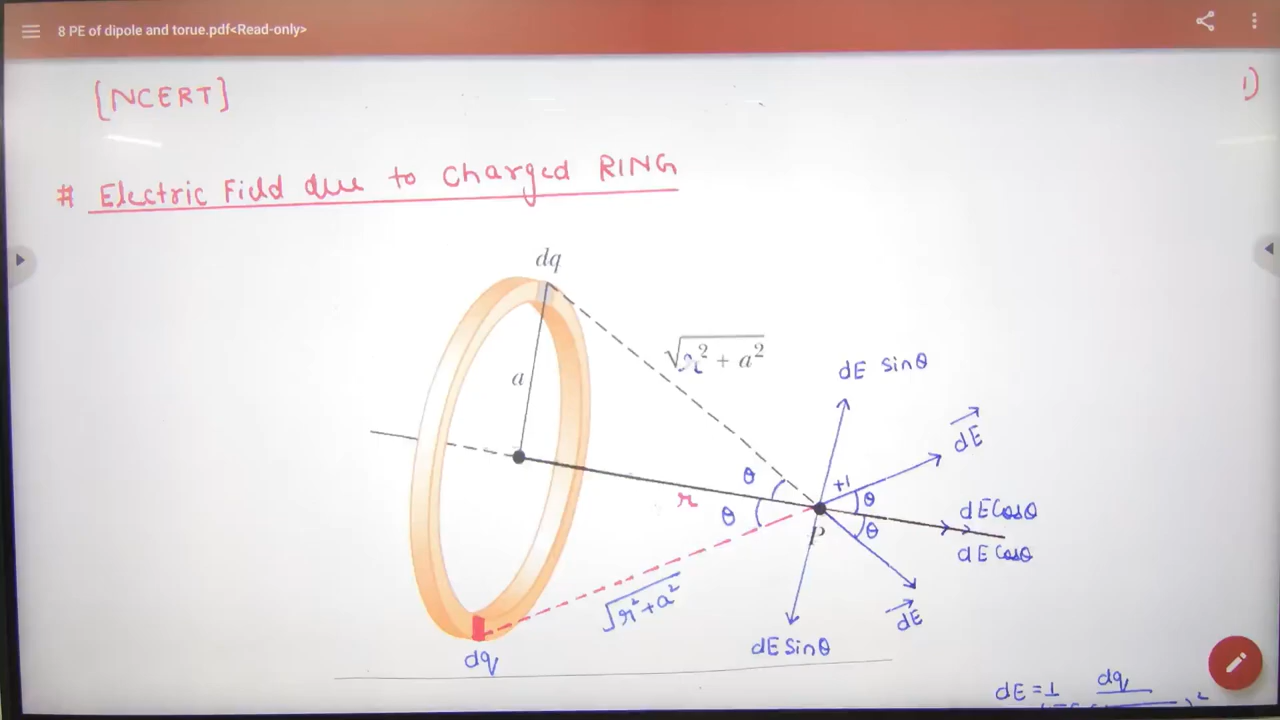 8 PE of dipole and torue.pdf<Read-only>
[NCERT]
1)
# Electric Field due to Charged RING
dq
√r² + a²
a
dE sinθ
dE
+1
θ
θ
r
θ
θ
dE Cosθ
P
dE Cosθ
√r²+a²
dE
dE Sinθ
dq
dE = 1 dq